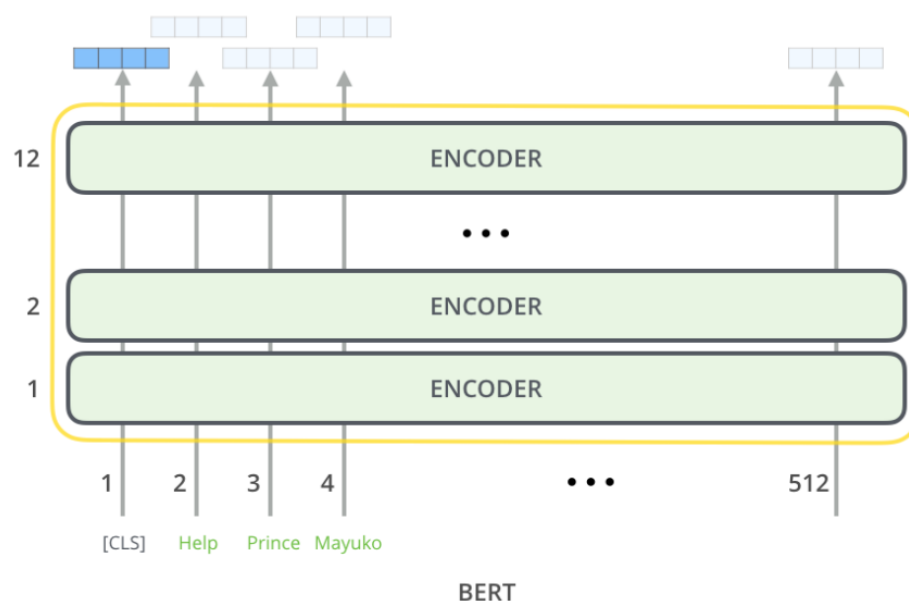 12 ENCODER
...
2 ENCODER
1 ENCODER
1 2 3 4 ... 512
[CLS] Help Prince Mayuko
BERT